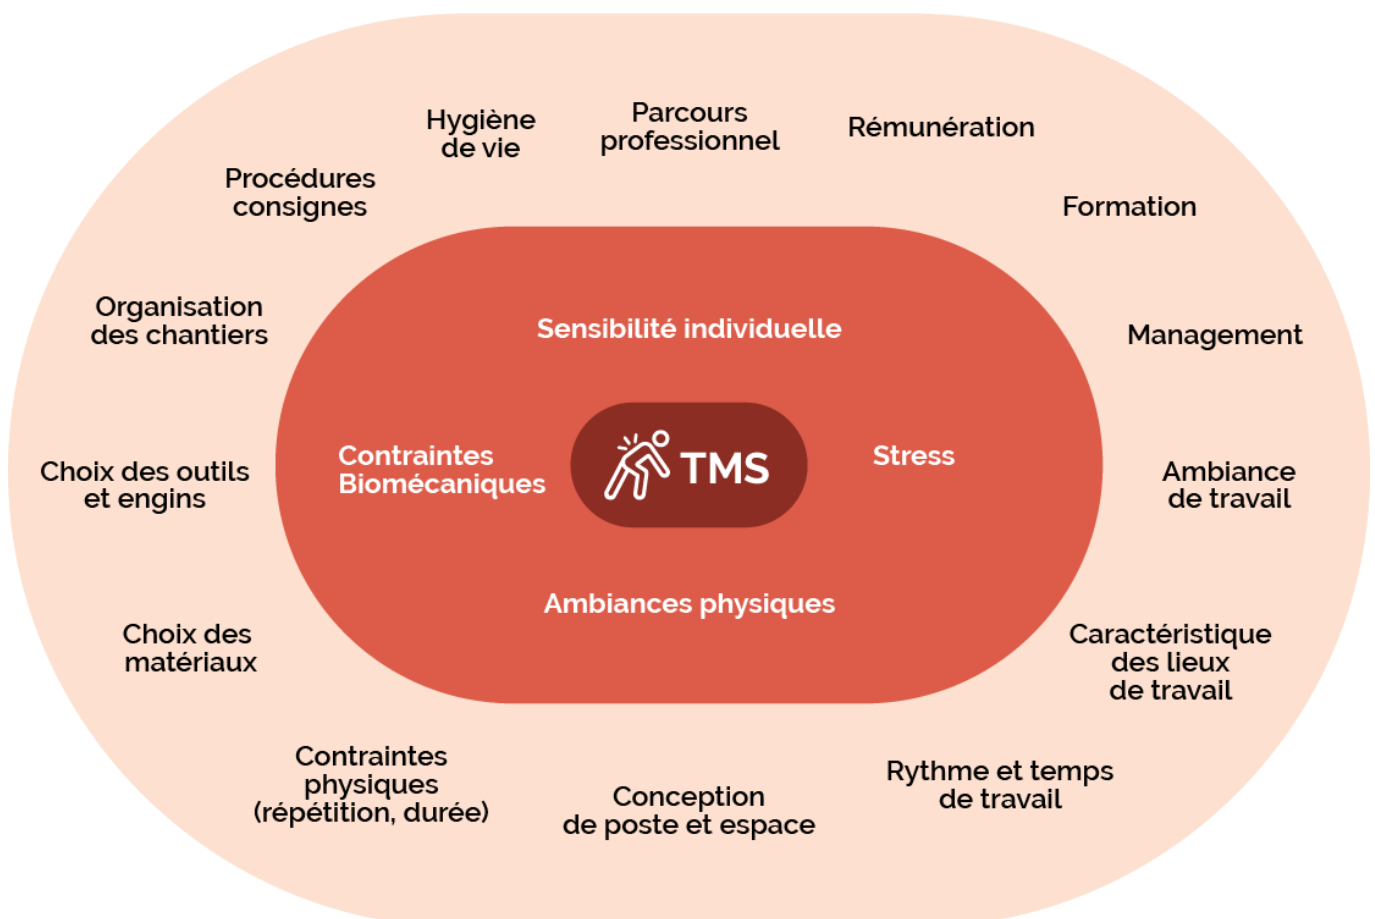 Hygiène
de vie
Parcours
professionnel
Rémunération
Procédures
consignes
Formation
Organisation
des chantiers
Sensibilité individuelle
Management
Choix des outils
et engins
Contraintes
Biomécaniques
TMS
Stress
Ambiance
de travail
Ambiances physiques
Choix des
matériaux
Caractéristique
des lieux
de travail
Contraintes
physiques
(répétition, durée)
Conception
de poste et espace
Rythme et temps
de travail